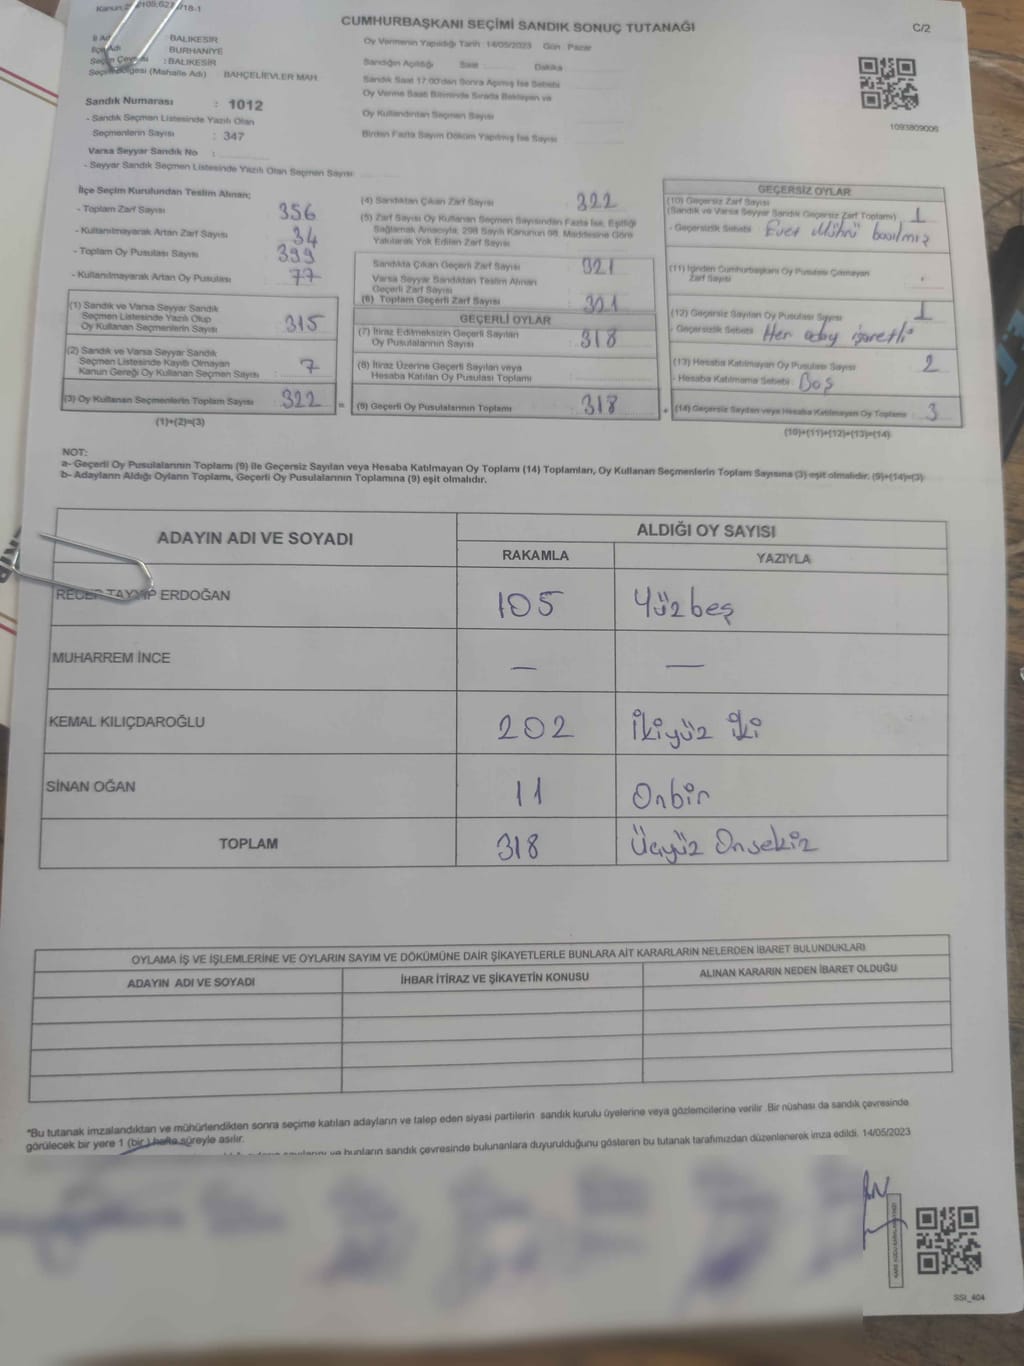 CUMHURBAŞKANI SEÇİMİ SANDIK SONUÇ TUTANAĞI
C/2
718-1
BALIKESİR
BURHANİYE
: BALIKESİR
Seçim Bölgesi (Mahalle Adı) : BAHÇELİEVLER MAH.
Sandık Numarası : 1012
- Sandık Seçmen Listesinde Yazılı Olan
Seçmenlerin Sayısı : 347
Varsa Seyyar Sandık No :
- Seyyar Sandık Seçmen Listesinde Yazılı Olan Seçmen Sayısı
Oy Vermenin Yapıldığı Tarih : 14/05/2023 Gün : Pazar
Sandığın Açıldığı Saat Dakika
Sandık Saat 17:00'den Sonra Açılmış İse Sebebi
Oy Verme Saati Bitiminde Sırada Bekleyen ve
Oy Kullandırılan Seçmen Sayısı
Birden Fazla Sayım Döküm Yapılmış İse Sayısı
1093809006
İlçe Seçim Kurulundan Teslim Alınan;
- Toplam Zarf Sayısı 356
- Kullanılmayarak Artan Zarf Sayısı 34
- Toplam Oy Pusulası Sayısı 399
- Kullanılmayarak Artan Oy Pusulası 77
(1) Sandık ve Varsa Seyyar Sandık
Seçmen Listesinde Yazılı Olup
Oy Kullanan Seçmenlerin Sayısı 315
(2) Sandık ve Varsa Seyyar Sandık
Seçmen Listesinde Kayıtlı Olmayan
Kanun Gereği Oy Kullanan Seçmen Sayısı : 7
(3) Oy Kullanan Seçmenlerin Toplam Sayısı 322 =
(1)+(2)=(3)
(4) Sandıktan Çıkan Zarf Sayısı 322
(5) Zarf Sayısı Oy Kullanan Seçmen Sayısından Fazla İse, Eşitliği
Sağlamak Amacıyla, 298 Sayılı Kanunun 98. Maddesine Göre
Yakılarak Yok Edilen Zarf Sayısı
Sandıkta Çıkan Geçerli Zarf Sayısı 321
Varsa Seyyar Sandıktan Teslim Alınan
Geçerli Zarf Sayısı
(6) Toplam Geçerli Zarf Sayısı : 321
GEÇERLİ OYLAR
(7) İtiraz Edilmeksizin Geçerli Sayılan
Oy Pusulalarının Sayısı : 318
(8) İtiraz Üzerine Geçerli Sayılan veya
Hesaba Katılan Oy Pusulası Toplamı
(9) Geçerli Oy Pusulalarının Toplamı : 318 +
GEÇERSİZ OYLAR
(10) Geçersiz Zarf Sayısı
(Sandık ve Varsa Seyyar Sandık Geçersiz Zarf Toplamı) : 1
- Geçersizlik Sebebi : Evet Mührü basılmış
(11) İçinden Cumhurbaşkanı Oy Pusulası Çıkmayan
Zarf Sayısı
(12) Geçersiz Sayılan Oy Pusulası Sayısı 1
- Geçersizlik Sebebi : Her aday işaretli
(13) Hesaba Katılmayan Oy Pusulası Sayısı 2
- Hesaba Katılmama Sebebi : Boş
(14) Geçersiz Sayılan veya Hesaba Katılmayan Oy Toplamı : 3
(10)+(11)+(12)+(13)=(14)
NOT:
a- Geçerli Oy Pusulalarının Toplamı (9) ile Geçersiz Sayılan veya Hesaba Katılmayan Oy Toplamı (14) Toplamları, Oy Kullanan Seçmenlerin Toplam Sayısına (3) eşit olmalıdır. (9)+(14)=(3)
b- Adayların Aldığı Oyların Toplamı, Geçerli Oy Pusulalarının Toplamına (9) eşit olmalıdır.
ADAYIN ADI VE SOYADI
ALDIĞI OY SAYISI
RAKAMLA YAZIYLA
RECEP TAYYİP ERDOĞAN 105 Yüzbeş
MUHARREM İNCE — —
KEMAL KILIÇDAROĞLU 202 İkiyüz iki
SİNAN OĞAN 11 Onbir
TOPLAM 318 Üçyüz Onsekiz
OYLAMA İŞ VE İŞLEMLERİNE VE OYLARIN SAYIM VE DÖKÜMÜNE DAİR ŞİKAYETLERLE BUNLARA AİT KARARLARIN NELERDEN İBARET BULUNDUKLARI
ADAYIN ADI VE SOYADI İHBAR İTİRAZ VE ŞİKAYETİN KONUSU ALINAN KARARIN NEDEN İBARET OLDUĞU
*Bu tutanak imzalandıktan ve mühürlendikten sonra seçime katılan adayların ve talep eden siyasi partilerin sandık kurulu üyelerine veya gözlemcilerine verilir. Bir nüshası da sandık çevresinde
görülecek bir yere 1 (bir) hafta süreyle asılır.
ve bunların sandık çevresinde bulunanlara duyurulduğunu gösteren bu tutanak tarafımızdan düzenlenerek imza edildi. 14/05/2023
SSI_404